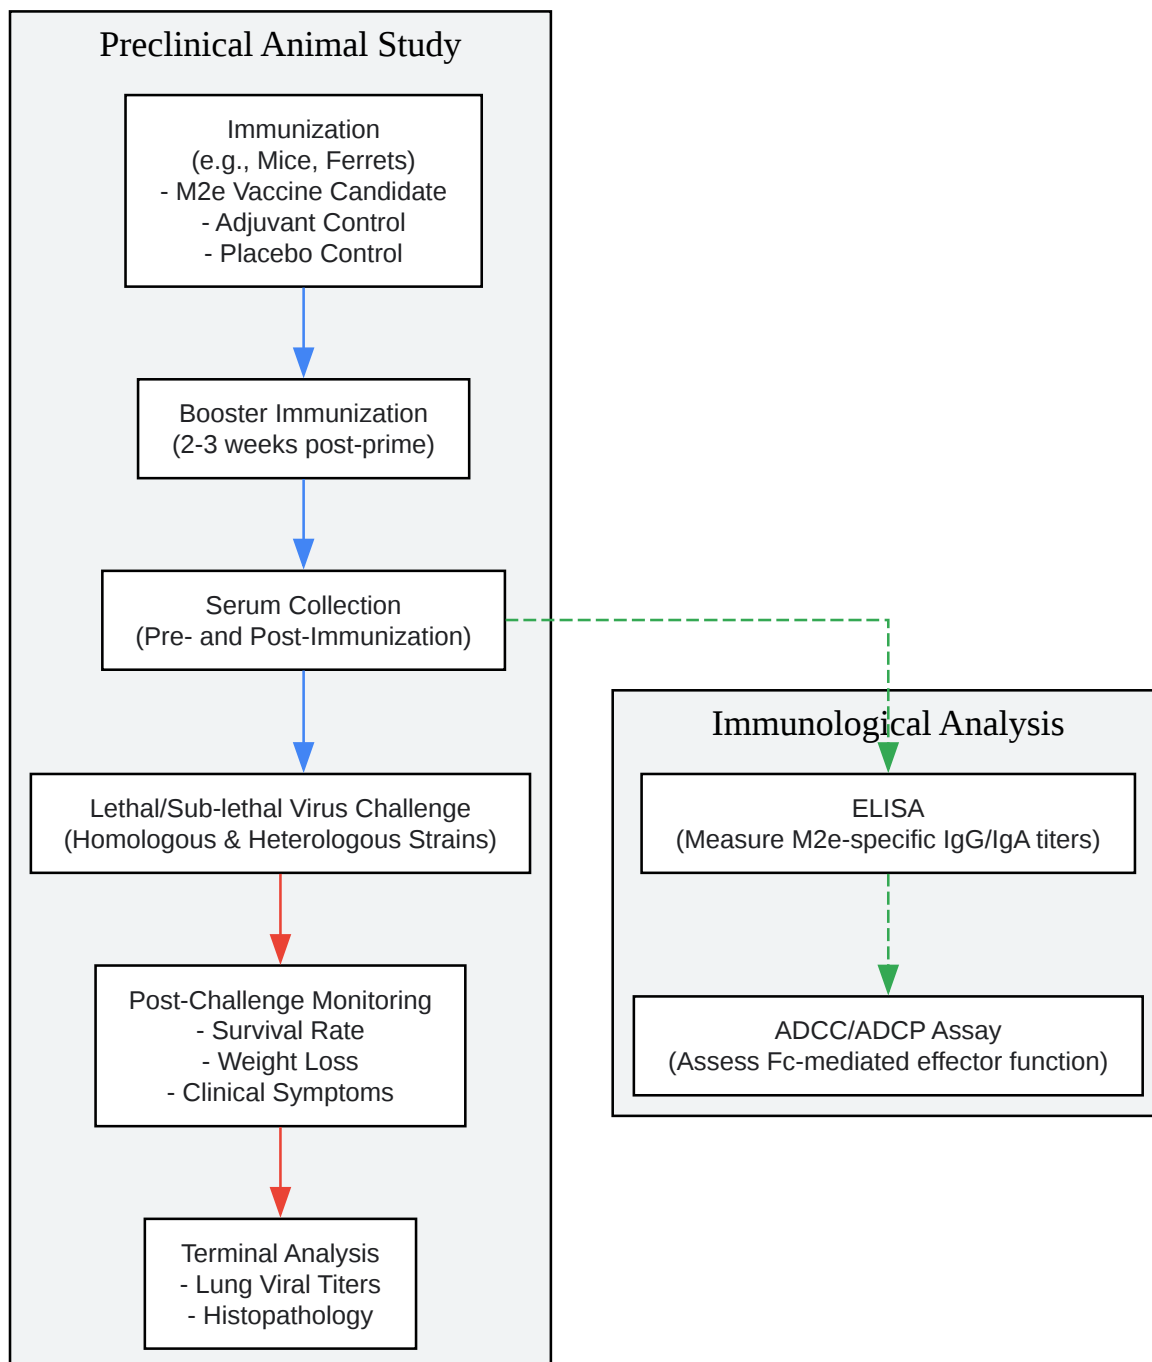 Preclinical Animal Study
Immunization
(e.g., Mice, Ferrets)
- M2e Vaccine Candidate
- Adjuvant Control
- Placebo Control
Booster Immunization
(2-3 weeks post-prime)
Serum Collection
(Pre- and Post-Immunization)
Lethal/Sub-lethal Virus Challenge
(Homologous & Heterologous Strains)
Post-Challenge Monitoring
- Survival Rate
- Weight Loss
- Clinical Symptoms
Terminal Analysis
- Lung Viral Titers
- Histopathology
Immunological Analysis
ELISA
(Measure M2e-specific IgG/IgA titers)
ADCC/ADCP Assay
(Assess Fc-mediated effector function)